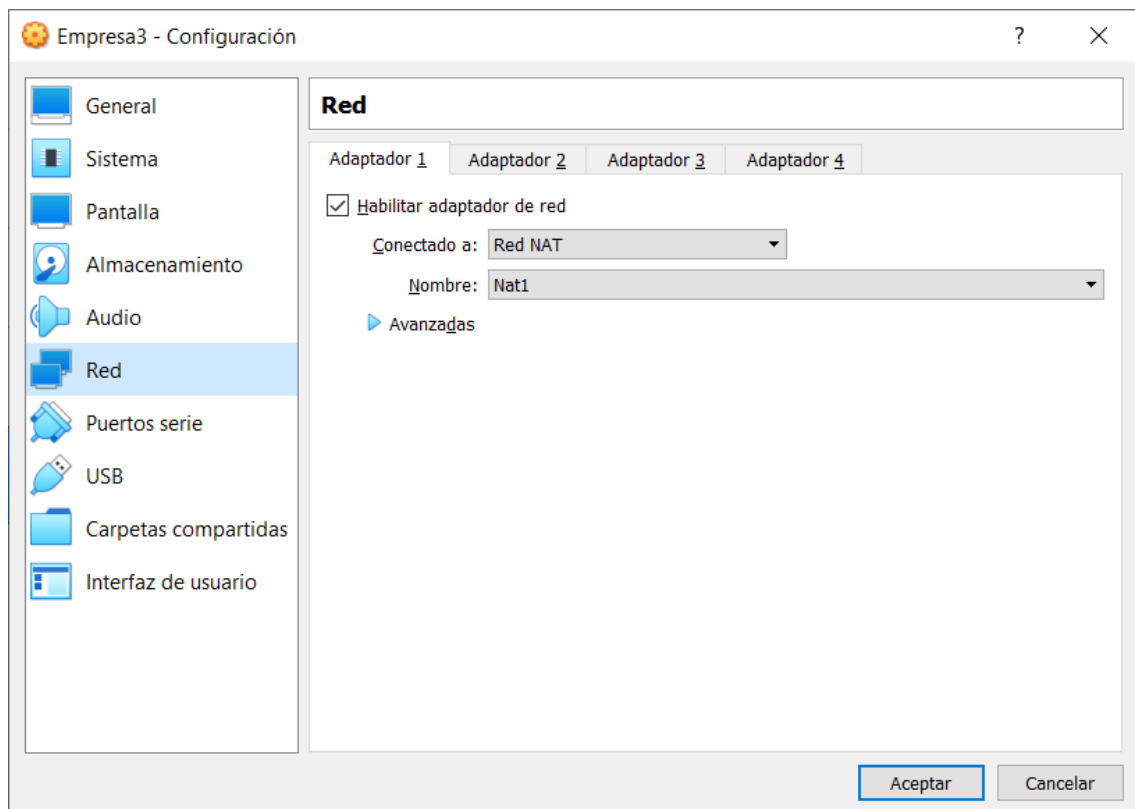 Empresa3 - Configuración
?
General
Sistema
Pantalla
Almacenamiento
Audio
Red
Puertos serie
USB
Carpetas compartidas
Interfaz de usuario
Red
Adaptador 1 Adaptador 2 Adaptador 3 Adaptador 4
Habilitar adaptador de red
Conectado a: Red NAT
Nombre: Nat1
Avanzadas
Aceptar Cancelar